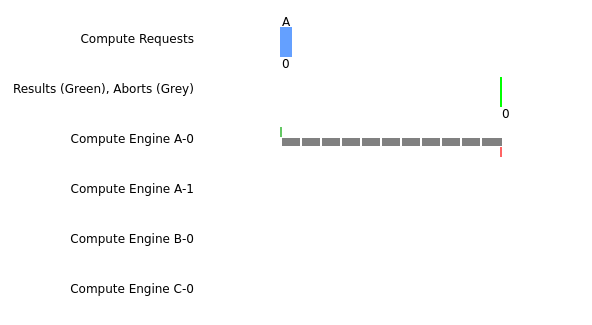 A
Compute Requests
0
Results (Green), Aborts (Grey)
0
Compute Engine A-0
Compute Engine A-1
Compute Engine B-0
Compute Engine C-0